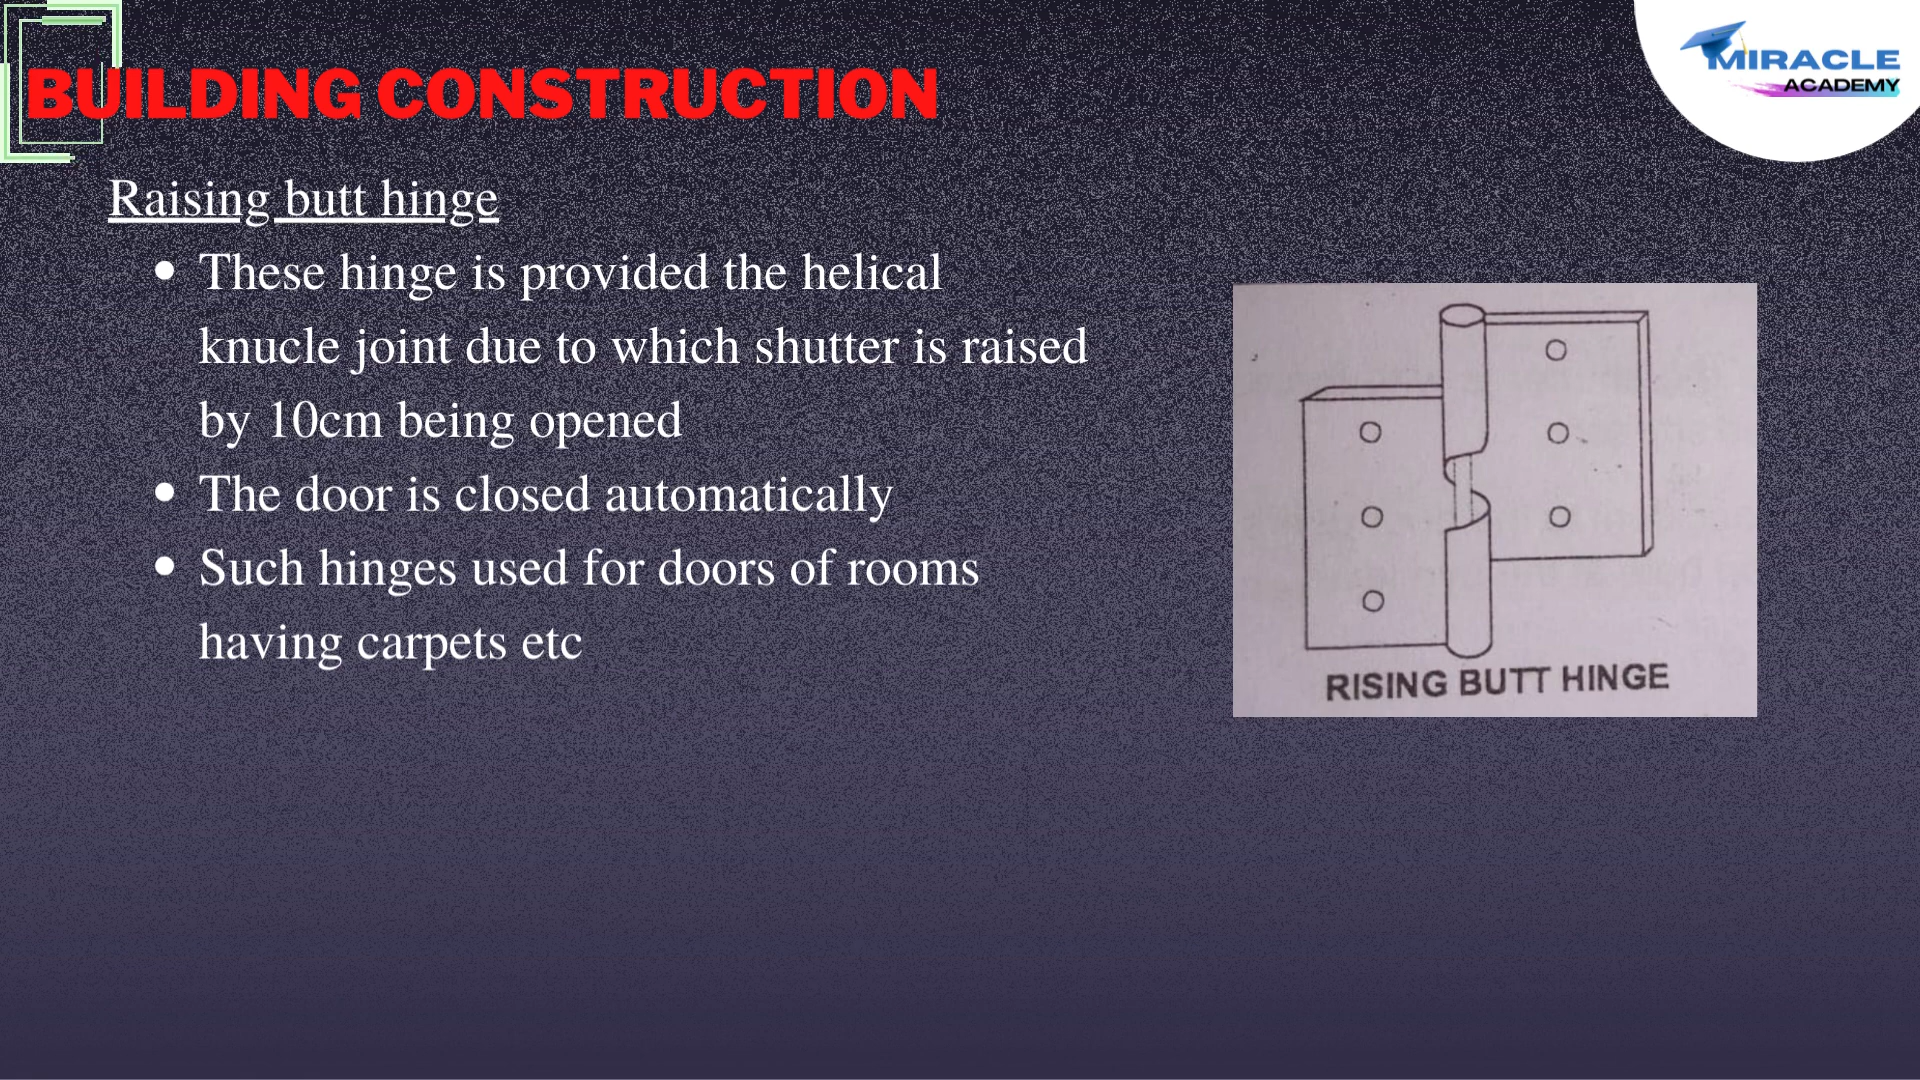 BUILDING CONSTRUCTION
MIRACLE
ACADEMY
Raising butt hinge
These hinge is provided the helical
knucle joint due to which shutter is raised
by 10cm being opened
The door is closed automatically
Such hinges used for doors of rooms
having carpets etc
RISING BUTT HINGE